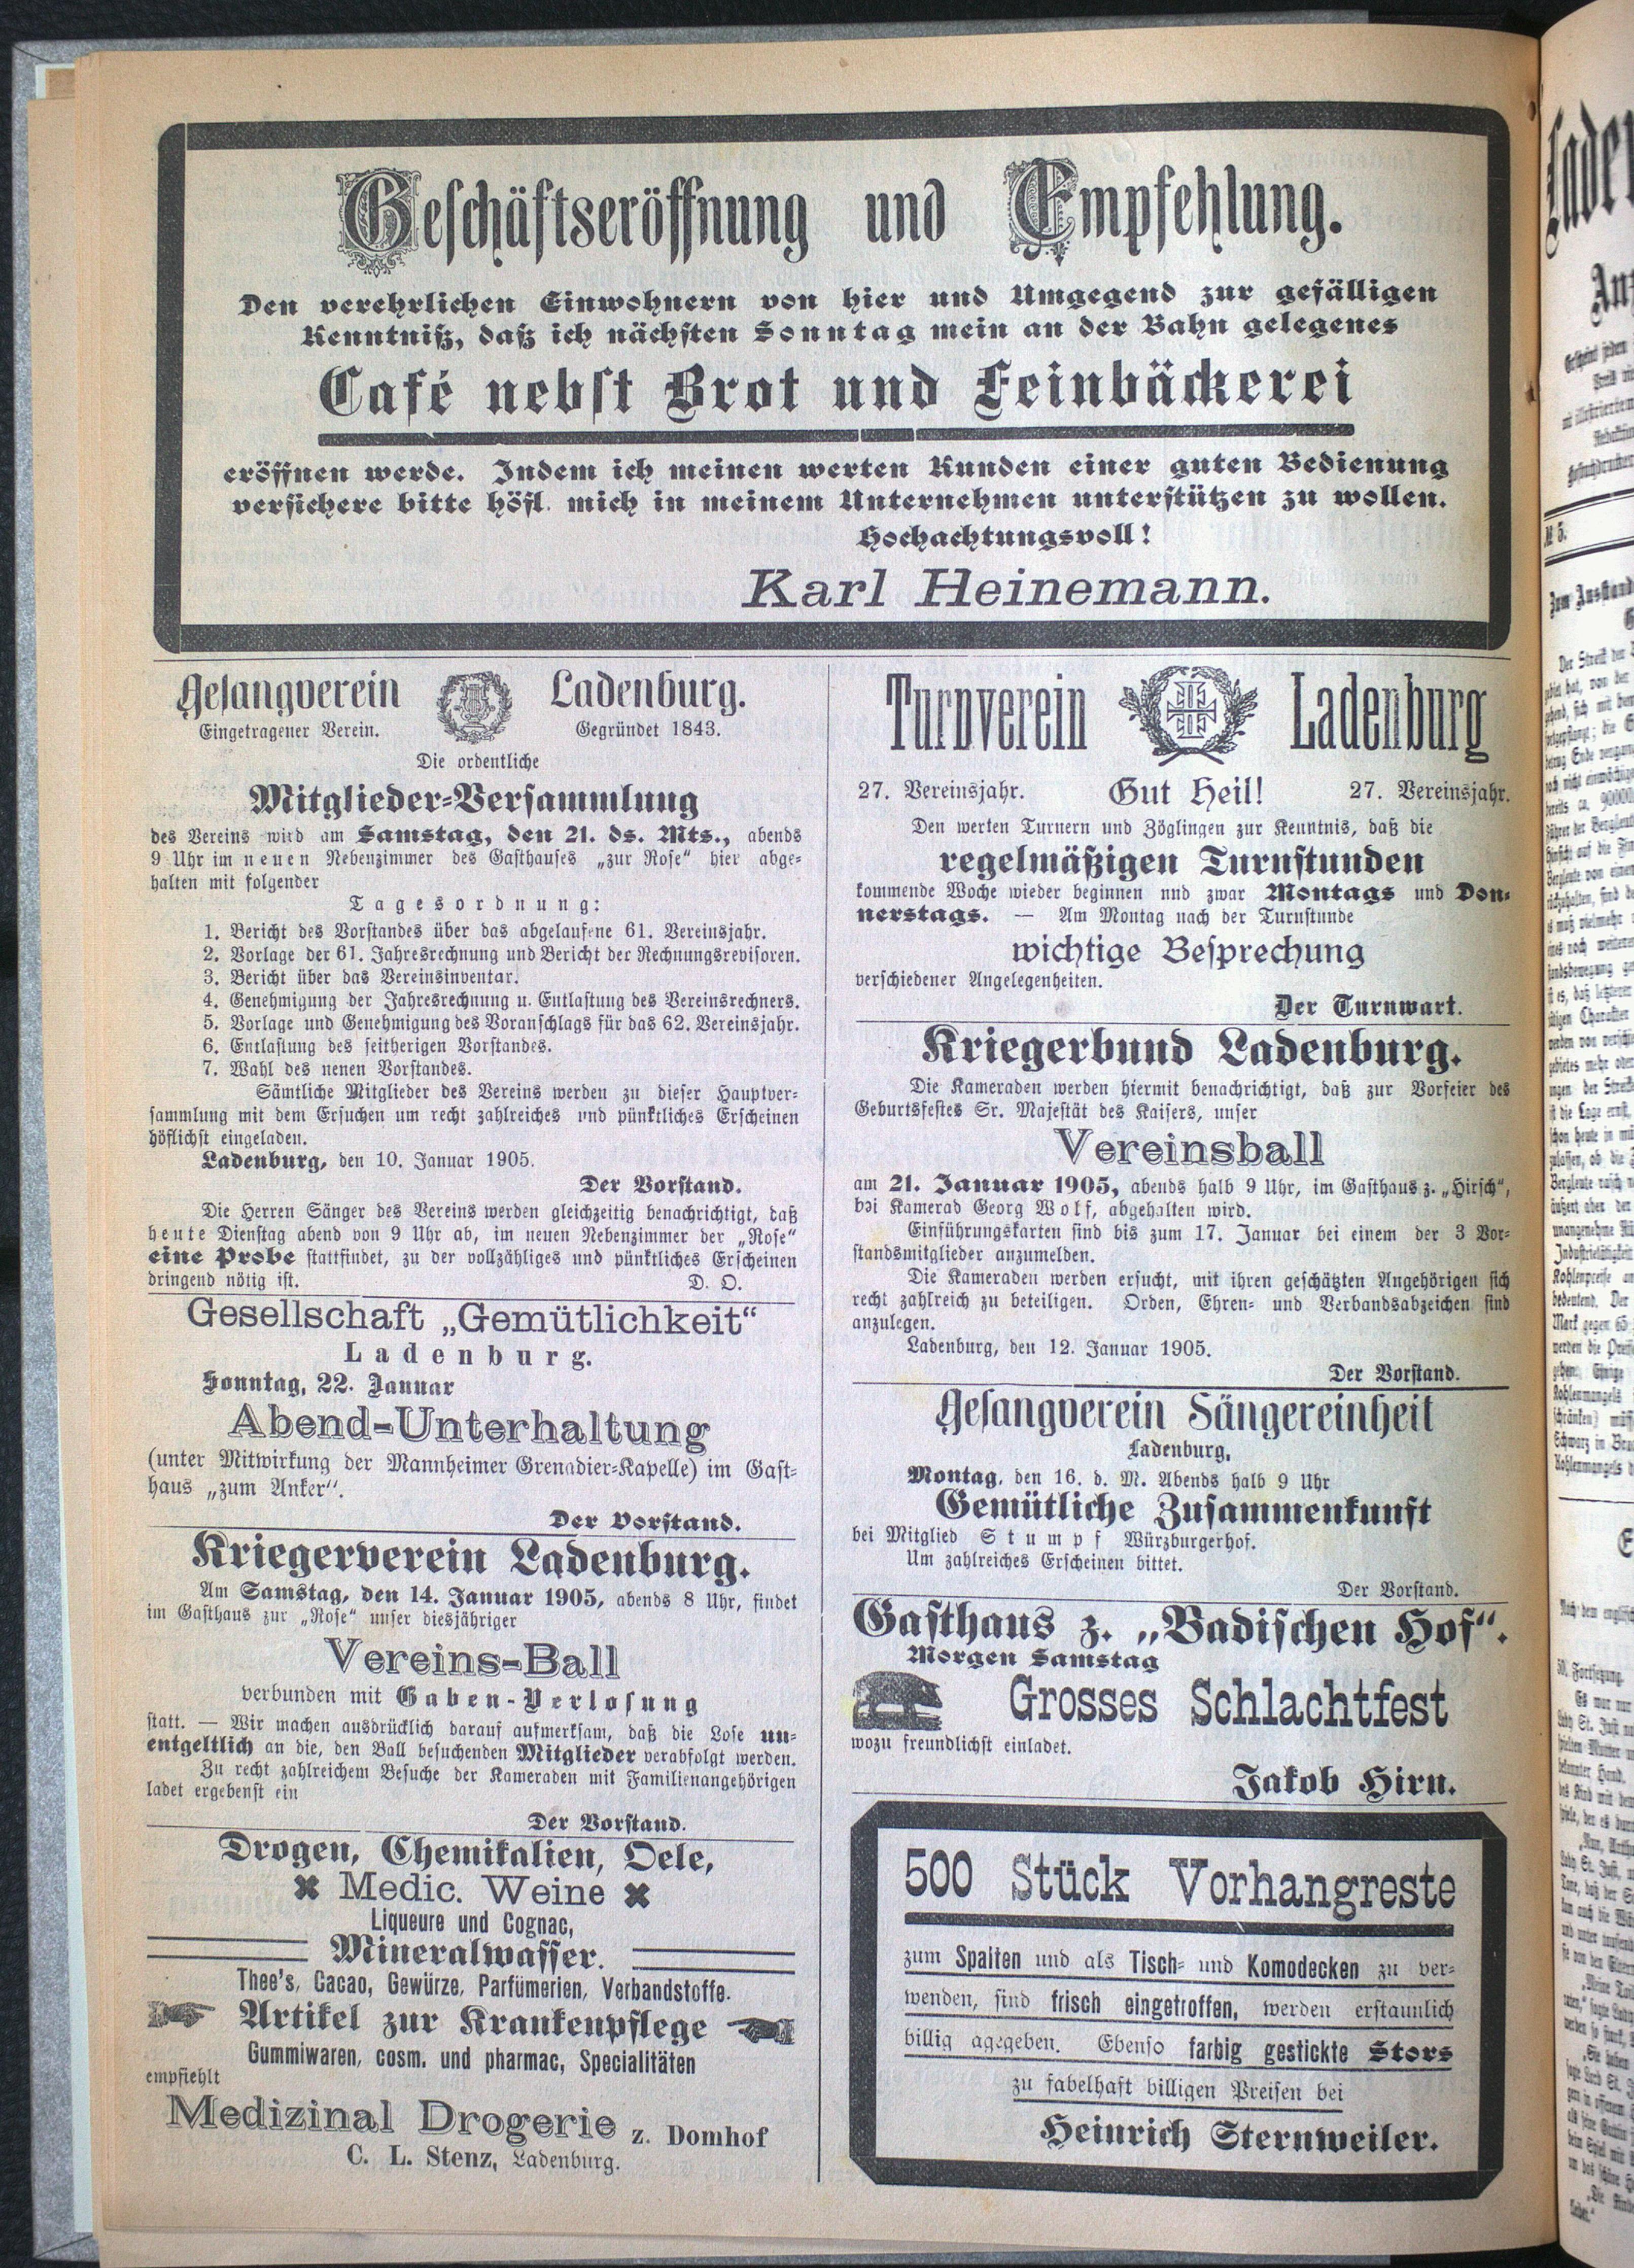 Geschäftseröffnung und Empfehlung.
Den verehrlichen Einwohnern von hier und Umgegend zur gefälligen
Kenntniß, daß ich nächsten Sonntag mein an der Bahn gelegenes
Café nebst Brot und Feinbäckerei
eröffnen werde. Indem ich meinen werten Kunden einer guten Bedienung
versichere bitte höfl. mich in meinem Unternehmen unterstützen zu wollen.
Hochachtungsvoll!
Karl Heinemann.
Gesangverein Ladenburg.
Eingetragener Verein. Gegründet 1843.
Die ordentliche
Mitglieder-Versammlung
des Vereins wird am Samstag, den 21. ds. Mts., abends
9 Uhr im neuen Nebenzimmer des Gasthauses „zur Rose“ hier abge-
halten mit folgender
Tagesordnung:
1. Bericht des Vorstandes über das abgelaufene 61. Vereinsjahr.
2. Vorlage der 61. Jahresrechnung und Bericht der Rechnungsrevisoren.
3. Bericht über das Vereinsinventar.
4. Genehmigung der Jahresrechnung u. Entlastung des Vereinsrechners.
5. Vorlage und Genehmigung des Voranschlags für das 62. Vereinsjahr.
6. Entlastung des seitherigen Vorstandes.
7. Wahl des neuen Vorstandes.
Sämtliche Mitglieder des Vereins werden zu dieser Hauptver-
sammlung mit dem Ersuchen um recht zahlreiches und pünktliches Erscheinen
höflichst eingeladen.
Ladenburg, den 10. Januar 1905.
Der Vorstand.
Die Herren Sänger des Vereins werden gleichzeitig benachrichtigt, daß
heute Dienstag abend von 9 Uhr ab, im neuen Nebenzimmer der „Rose“
eine Probe stattfindet, zu der vollzähliges und pünktliches Erscheinen
dringend nötig ist. D. O.
Gesellschaft „Gemütlichkeit“
Ladenburg.
Sonntag, 22. Januar
Abend-Unterhaltung
(unter Mitwirkung der Mannheimer Grenadier-Kapelle) im Gast-
haus „zum Anker“.
Der Vorstand.
Kriegerverein Ladenburg.
Am Samstag, den 14. Januar 1905, abends 8 Uhr, findet
im Gasthaus zur „Rose“ unser diesjähriger
Vereins-Ball
verbunden mit Gaben-Verlosung
statt. — Wir machen ausdrücklich darauf aufmerksam, daß die Lose un-
entgeltlich an die, den Ball besuchenden Mitglieder verabfolgt werden.
Zu recht zahlreichem Besuche der Kameraden mit Familienangehörigen
ladet ergebenst ein
Der Vorstand.
Drogen, Chemikalien, Oele,
Medic. Weine
Liqueure und Cognac,
Mineralwasser.
Thee's, Cacao, Gewürze, Parfümerien, Verbandstoffe.
Artikel zur Krankenpflege
Gummiwaren, cosm. und pharmac, Specialitäten
empfiehlt
Medizinal Drogerie z. Domhof
C. L. Stenz, Ladenburg.
Turnverein Ladenburg
27. Vereinsjahr. Gut Heil! 27. Vereinsjahr.
Den werten Turnern und Zöglingen zur Kenntnis, daß die
regelmäßigen Turnstunden
kommende Woche wieder beginnen und zwar Montags und Don-
nerstags. — Am Montag nach der Turnstunde
wichtige Besprechung
verschiedener Angelegenheiten.
Der Turnwart.
Kriegerbund Ladenburg.
Die Kameraden werden hiermit benachrichtigt, daß zur Vorfeier des
Geburtsfestes Sr. Majestät des Kaisers, unser
Vereinsball
am 21. Januar 1905, abends halb 9 Uhr, im Gasthaus z. „Hirsch“,
bei Kamerad Georg Wolf, abgehalten wird.
Einführungskarten sind bis zum 17. Januar bei einem der 3 Vor-
standsmitglieder anzumelden.
Die Kameraden werden ersucht, mit ihren geschätzten Angehörigen sich
recht zahlreich zu beteiligen. Orden, Ehren- und Verbandsabzeichen sind
anzulegen.
Ladenburg, den 12. Januar 1905.
Der Vorstand.
Gesangverein Sängereinheit
Ladenburg,
Montag, den 16. d. M. Abends halb 9 Uhr
Gemütliche Zusammenkunft
bei Mitglied Stumpf Würzburgerhof.
Um zahlreiches Erscheinen bittet.
Der Vorstand.
Gasthaus z. „Badischen Hof“.
Morgen Samstag
Grosses Schlachtfest
wozu freundlichst einladet.
Jakob Hirn.
500 Stück Vorhangreste
zum Spalten und als Tisch- und Komodecken zu ver-
wenden, sind frisch eingetroffen, werden erstaunlich
billig agegeben. Ebenso farbig gestickte Stors
zu fabelhaft billigen Preisen bei
Heinrich Sternweiler.
№ 5.